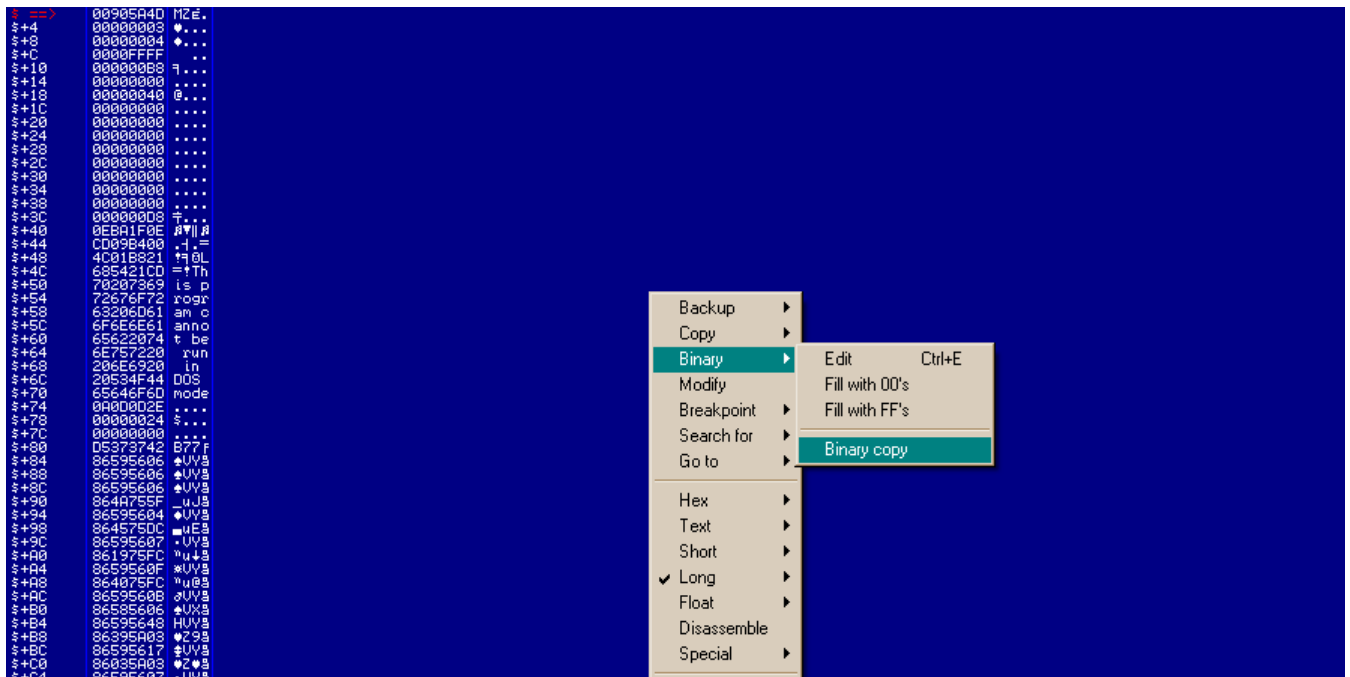 $ ==> 00905A4D MZÉ.
$+4 00000003 ♥...
$+8 00000004 ♦...
$+C 0000FFFF ..
$+10 000000B8 ╕...
$+14 00000000 ....
$+18 00000040 @...
$+1C 00000000 ....
$+20 00000000 ....
$+24 00000000 ....
$+28 00000000 ....
$+2C 00000000 ....
$+30 00000000 ....
$+34 00000000 ....
$+38 00000000 ....
$+3C 000000D8
$+40 0EBA1F0E
$+44 CD09B400
$+48 4C01B821
$+4C 685421CD =!Th
$+50 70207369 is p
$+54 72676F72 rogr
$+58 63206D61 am c
$+5C 6F6E6E61 anno
$+60 65622074 t be
$+64 6E757220 run
$+68 206E6920 in
$+6C 20534F44 DOS
$+70 65646F6D mode
$+74 0A0D0D2E ....
$+78 00000024 $...
$+7C 00000000 ....
$+80 D5373742 B77
$+84 86595606
$+88 86595606
$+8C 86595606
$+90 864A755F
$+94 86595604
$+98 864575DC
$+9C 86595607
$+A0 861975FC
$+A4 8659560F
$+A8 864075FC
$+AC 8659560B
$+B0 86585606
$+B4 86595648
$+B8 86395A03
$+BC 86595617
$+C0 86035A03
Backup
Copy
Binary
Modify
Breakpoint
Search for
Go to
Hex
Text
Short
Long
Float
Disassemble
Special
Edit Ctrl+E
Fill with 00's
Fill with FF's
Binary copy